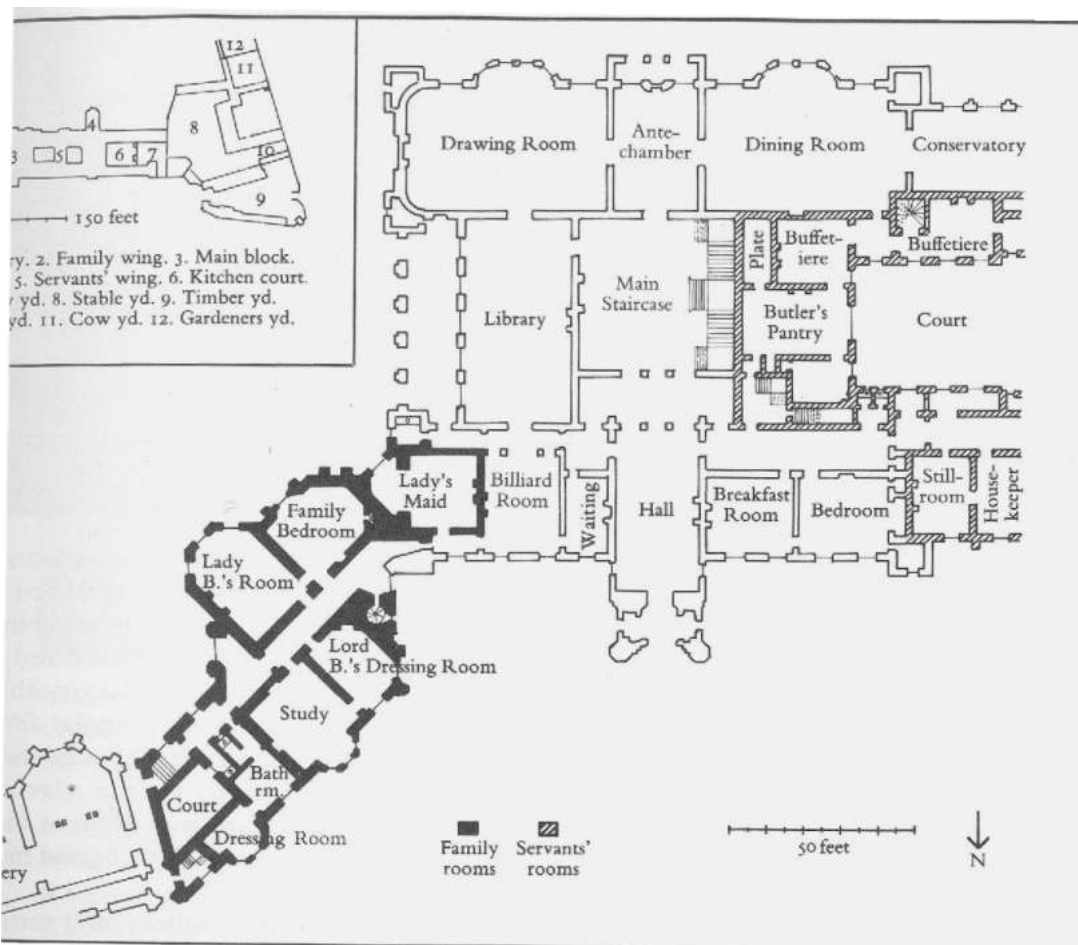 12
11
4
8
3
5
6
7
10
9
150 feet
ry. 2. Family wing. 3. Main block.
5. Servants' wing. 6. Kitchen court.
yd. 8. Stable yd. 9. Timber yd.
yd. 11. Cow yd. 12. Gardeners yd.
Drawing Room
Ante-
chamber
Dining Room
Conservatory
Library
Main
Staircase
Plate
Buffet-
iere
Buffetiere
Butler's
Pantry
Court
Lady's
Maid
Billiard
Room
Waiting
Hall
Breakfast
Room
Bedroom
Still-
room
House-
keeper
Family
Bedroom
Lady
B.'s Room
Lord
B.'s Dressing Room
Study
Bath
rm.
Court
Dressing Room
ery
Family
rooms
Servants'
rooms
50 feet
N